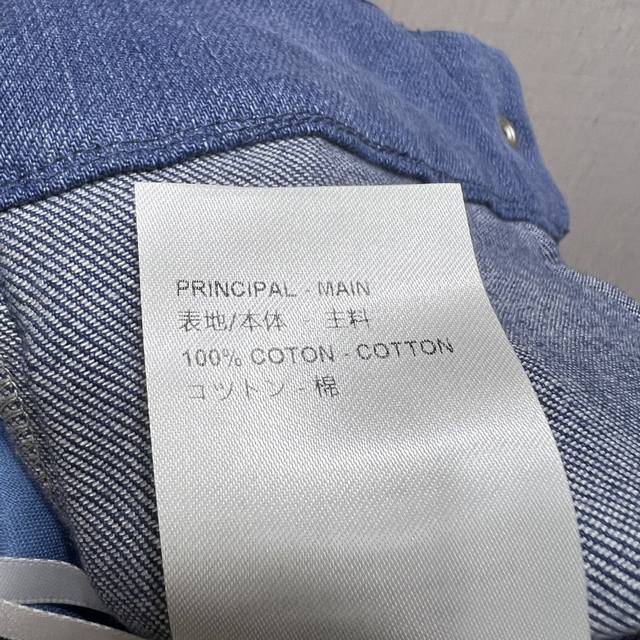 PRINCIPAL - MAIN
表地/本体 - 主料
100% COTON - COTTON
コットン - 棉